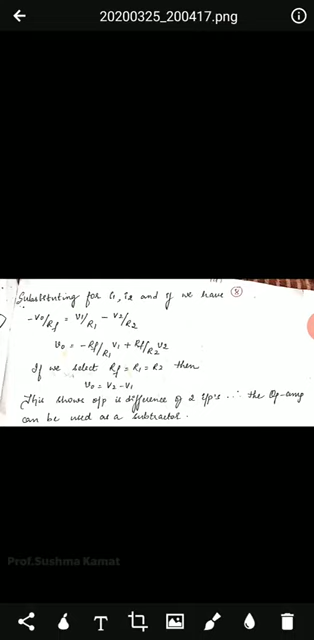 20200325_200417.png
Substituting for i1, i2 and if we have
-V0/Rf = V1/R1 - V2/R2
V0 = -Rf/R1 V1 + Rf/R2 V2
If we select Rf = R1 = R2 then
V0 = V2 - V1
This shows o/p is difference of 2 i/p's ∴ the Op-amp
can be used as a subtractor.
Prof.Sushma Kamat
T